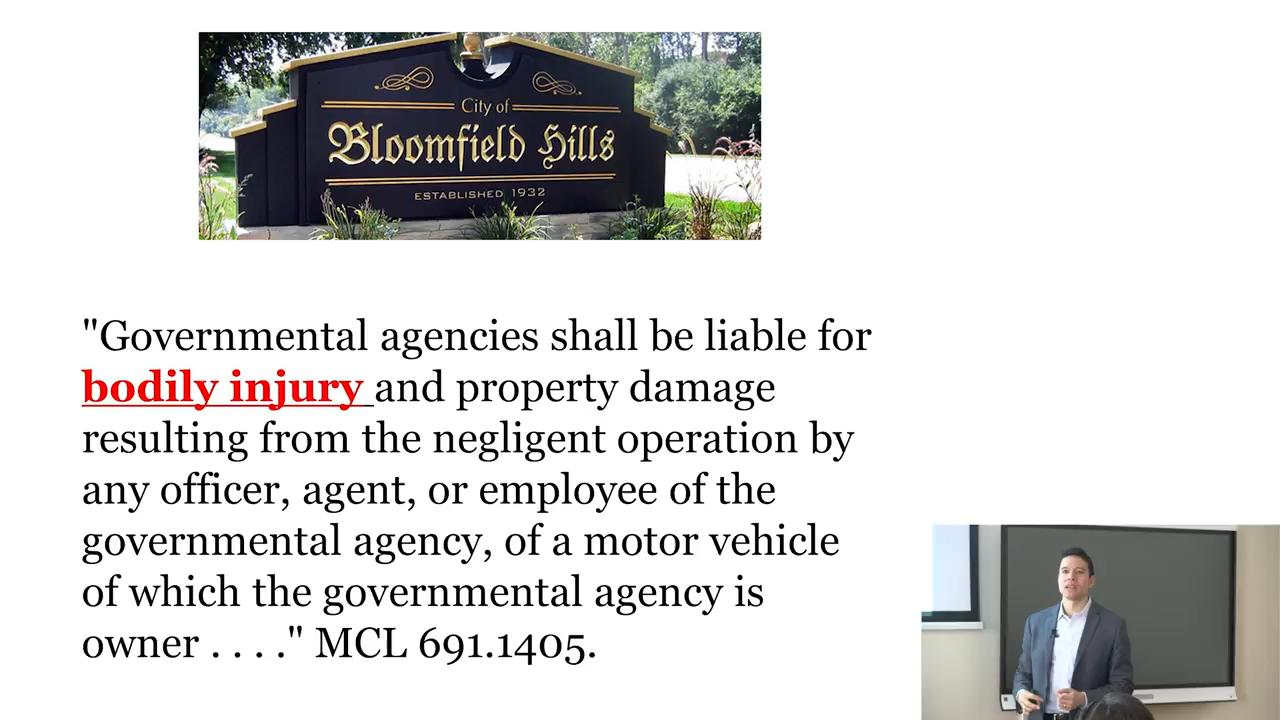 City of
Bloomfield Hills
ESTABLISHED 1932
"Governmental agencies shall be liable for
bodily injury and property damage
resulting from the negligent operation by
any officer, agent, or employee of the
governmental agency, of a motor vehicle
of which the governmental agency is
owner . . . ." MCL 691.1405.